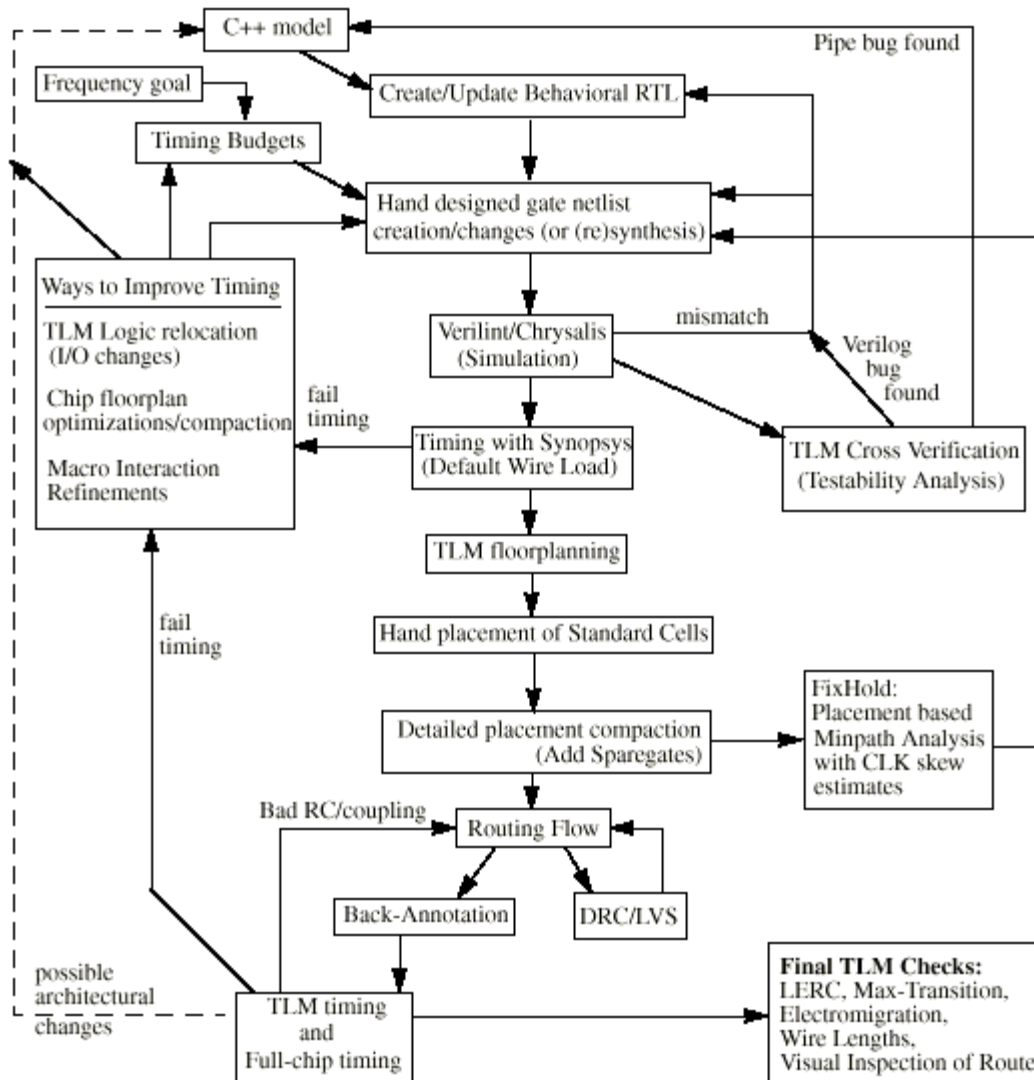 C++ model
Pipe bug found
Frequency goal
Create/Update Behavioral RTL
Timing Budgets
Hand designed gate netlist
creation/changes (or (re)synthesis)
Ways to Improve Timing
TLM Logic relocation
(I/O changes)
Chip floorplan
optimizations/compaction
Macro Interaction
Refinements
Verilint/Chrysalis
(Simulation)
mismatch
Verilog
bug
found
fail
timing
Timing with Synopsys
(Default Wire Load)
TLM Cross Verification
(Testability Analysis)
TLM floorplanning
Hand placement of Standard Cells
fail
timing
Detailed placement compaction
(Add Sparegates)
FixHold:
Placement based
Minpath Analysis
with CLK skew
estimates
Bad RC/coupling
Routing Flow
Back-Annotation
DRC/LVS
possible
architectural
changes
TLM timing
and
Full-chip timing
Final TLM Checks:
LERC, Max-Transition,
Electromigration,
Wire Lengths,
Visual Inspection of Route